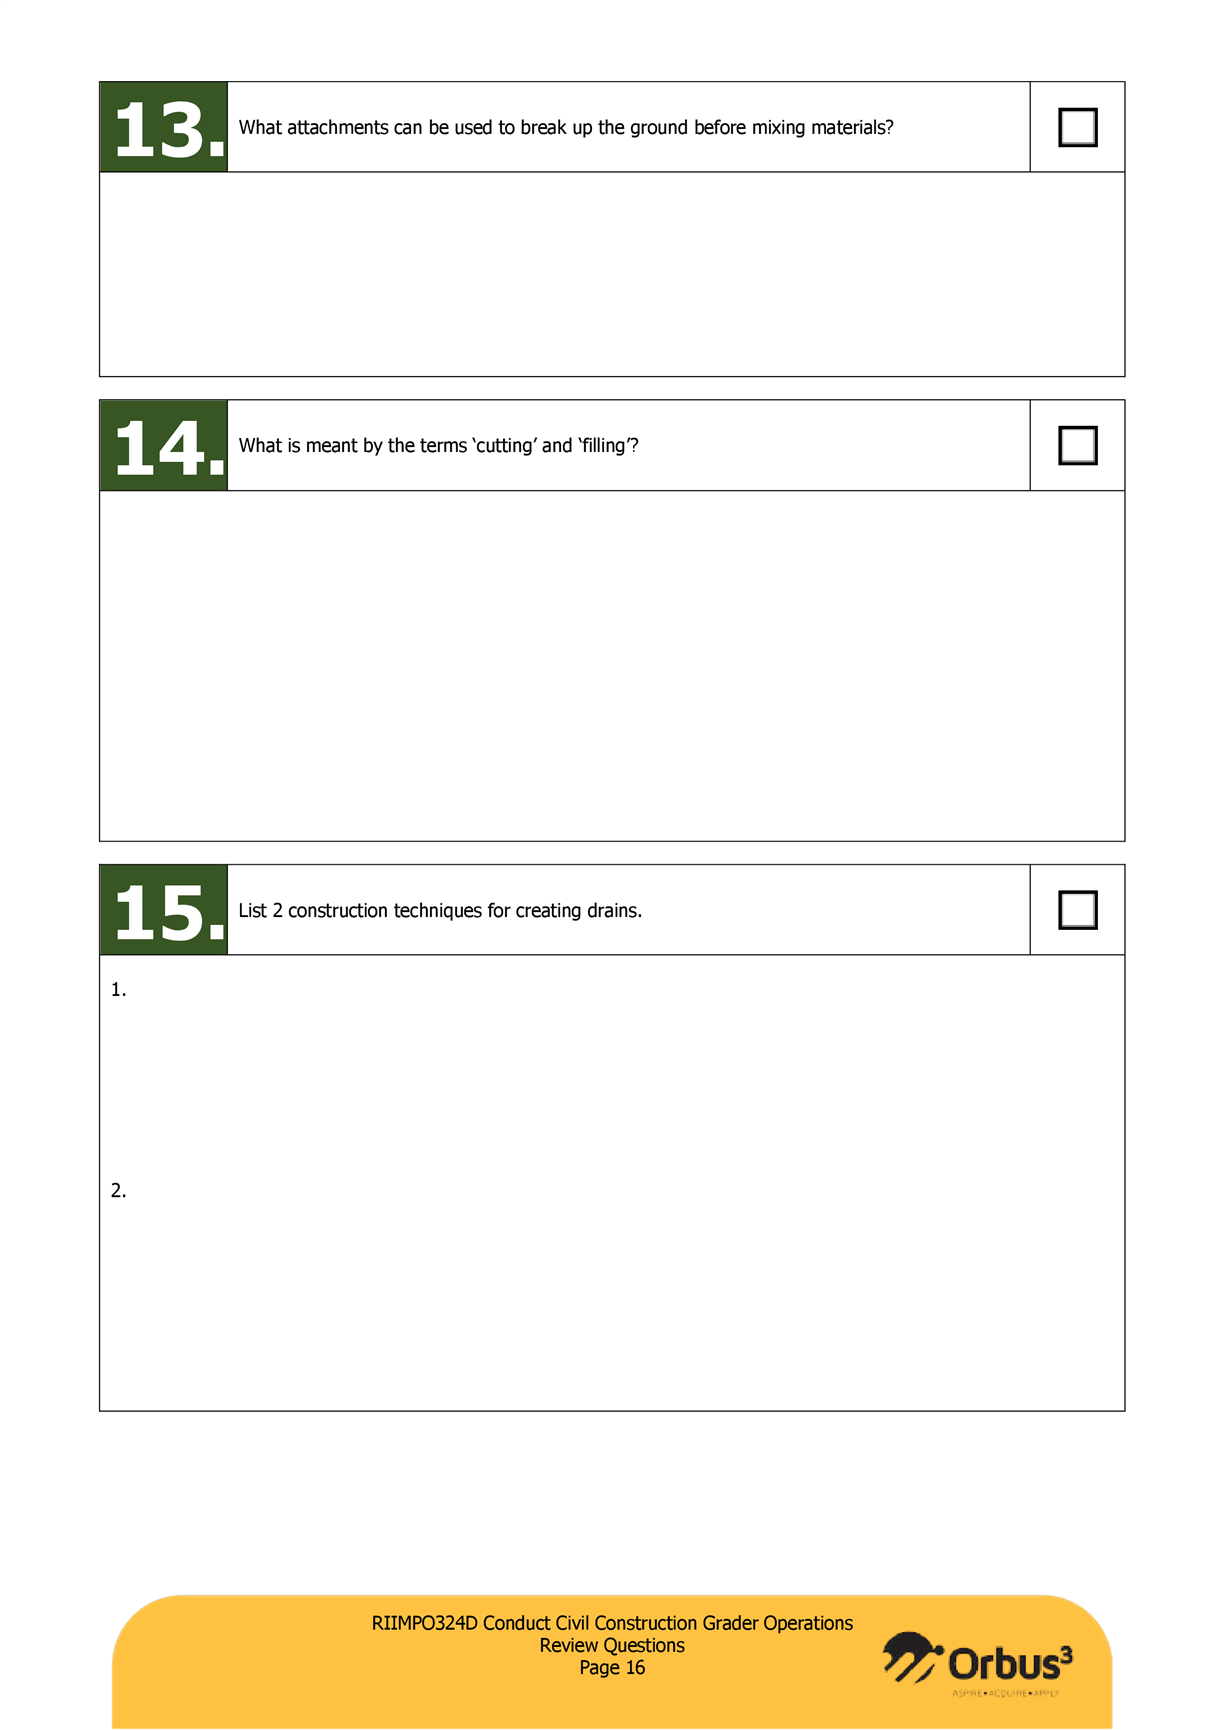 13.
What attachments can be used to break up the ground before mixing materials?
14.
What is meant by the terms ‘cutting’ and ‘filling’?
15.
List 2 construction techniques for creating drains.
1.
2.
RIIMPO324D Conduct Civil Construction Grader Operations
Review Questions
Page 16
Orbus³
ASPIRE•ACQUIRE•APPLY